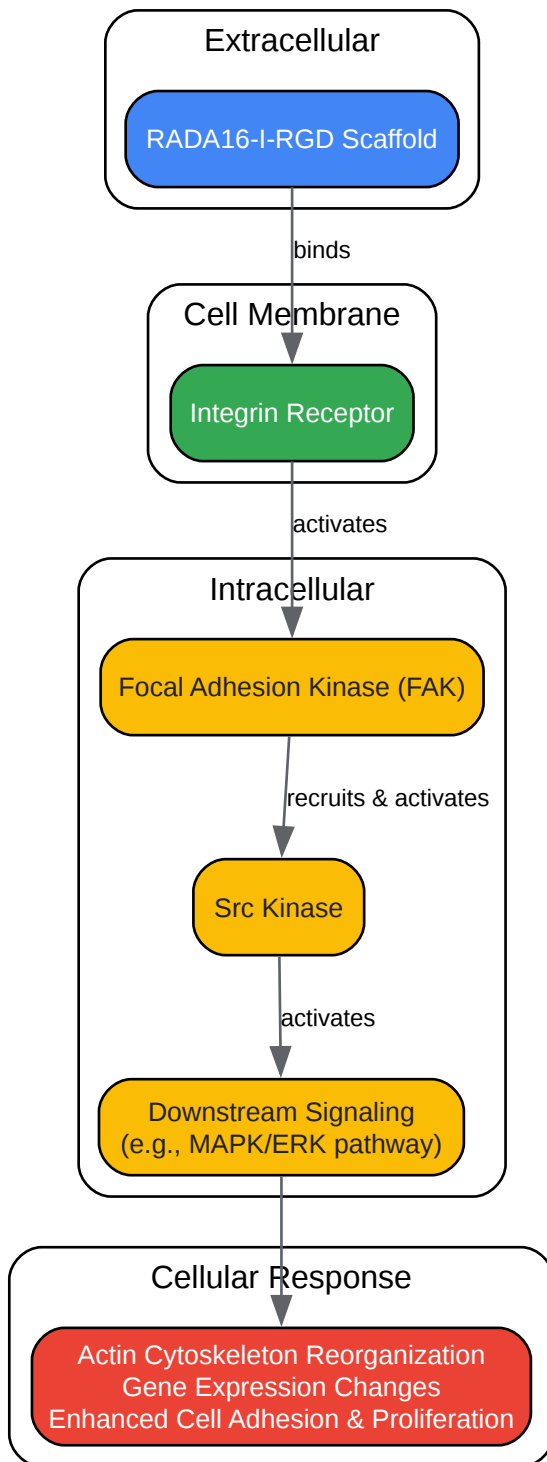 Extracellular
RADA16-I-RGD Scaffold
binds
Cell Membrane
Integrin Receptor
activates
Intracellular
Focal Adhesion Kinase (FAK)
recruits & activates
Src Kinase
activates
Downstream Signaling
(e.g., MAPK/ERK pathway)
Cellular Response
Actin Cytoskeleton Reorganization
Gene Expression Changes
Enhanced Cell Adhesion & Proliferation